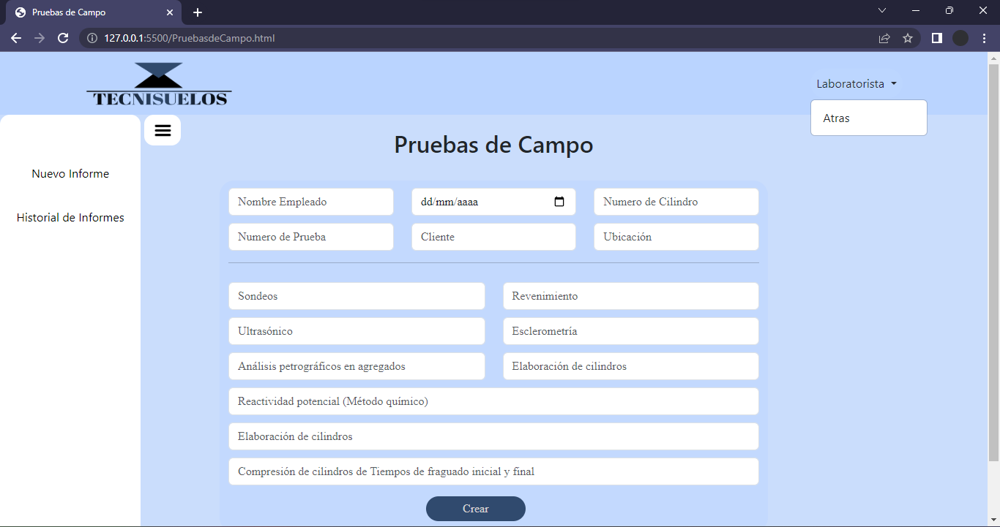 Pruebas de Campo
127.0.0.1:5500/PruebasdeCampo.html
TECNISUELOS
Laboratorista
Atras
Nuevo Informe
Historial de Informes
Pruebas de Campo
Nombre Empleado dd/mm/aaaa Numero de Cilindro
Numero de Prueba Cliente Ubicación
Sondeos Revenimiento
Ultrasónico Esclerometría
Análisis petrográficos en agregados Elaboración de cilindros
Reactividad potencial (Método químico)
Elaboración de cilindros
Compresión de cilindros de Tiempos de fraguado inicial y final
Crear